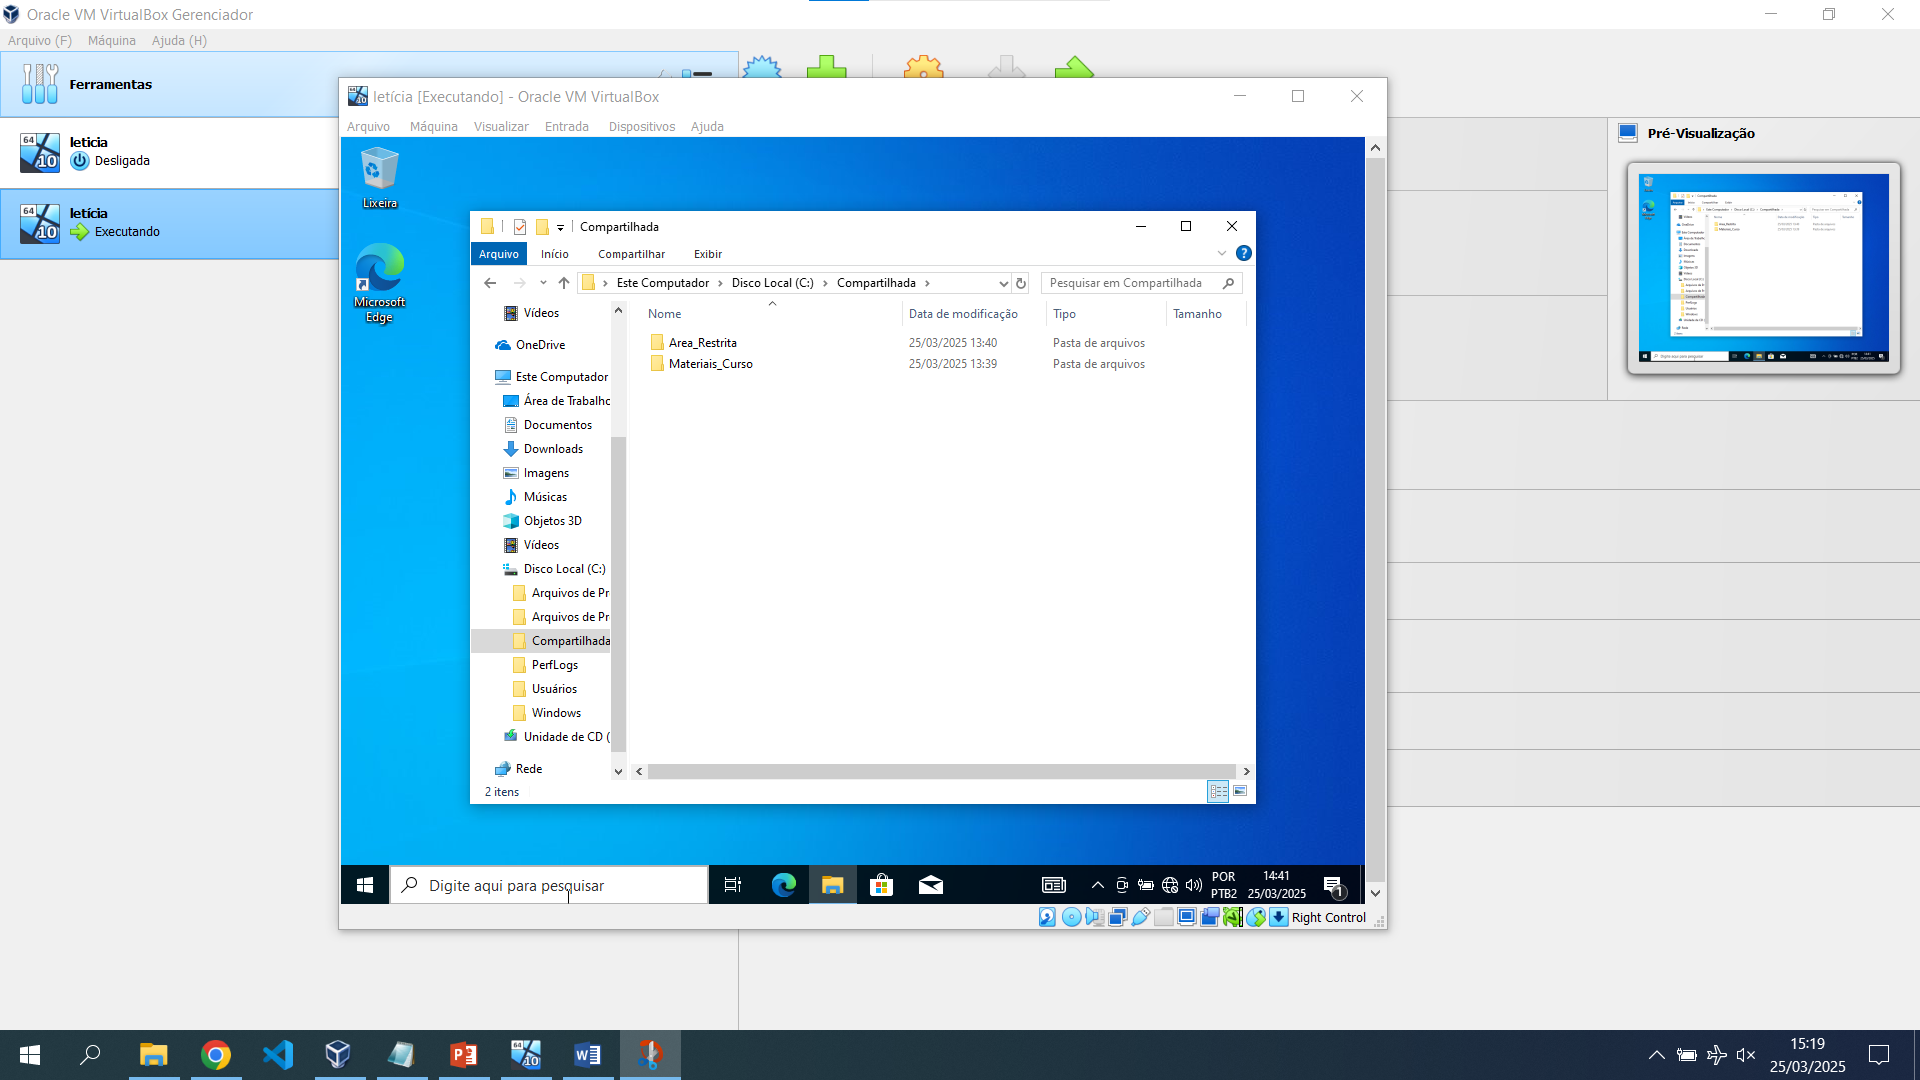 Oracle VM VirtualBox Gerenciador
Arquivo (F) Máquina Ajuda (H)
Ferramentas
leticia
Desligada
letícia
Executando
Pré-Visualização
letícia [Executando] - Oracle VM VirtualBox
Arquivo Máquina Visualizar Entrada Dispositivos Ajuda
Lixeira
Microsoft
Edge
Compartilhada
Arquivo Início Compartilhar Exibir
Este Computador Disco Local (C:) Compartilhada
Pesquisar em Compartilhada
Vídeos
OneDrive
Este Computador
Área de Trabalho
Documentos
Downloads
Imagens
Músicas
Objetos 3D
Vídeos
Disco Local (C:)
Arquivos de Pr
Arquivos de Pr
Compartilhada
PerfLogs
Usuários
Windows
Unidade de CD (
Rede
Nome Data de modificação Tipo Tamanho
Area_Restrita 25/03/2025 13:40 Pasta de arquivos
Materiais_Curso 25/03/2025 13:39 Pasta de arquivos
2 itens
Digite aqui para pesquisar
POR
PTB2
14:41
25/03/2025
1
Right Control
15:19
25/03/2025